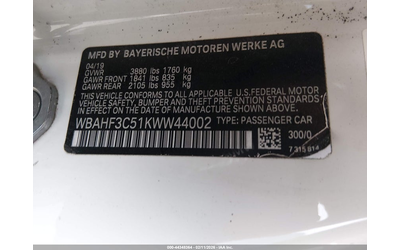 MFD BY BAYERISCHE MOTOREN WERKE AG
04/19
GVWR 3880 lbs 1760 kg
GAWR FRONT 1841 lbs 835 kg
GAWR REAR 2105 lbs 955 kg
THIS VEHICLE CONFORMS TO ALL APPLICABLE U.S.FEDERAL MOTOR
VEHICLE SAFETY, BUMPER, AND THEFT PREVENTION STANDARDS IN EFFECT ON THE
DATE OF MANUFACTURE SHOWN ABOVE.
WBAHF3C51KWW44002 TYPE: PASSENGER CAR
300/0
7 315 814